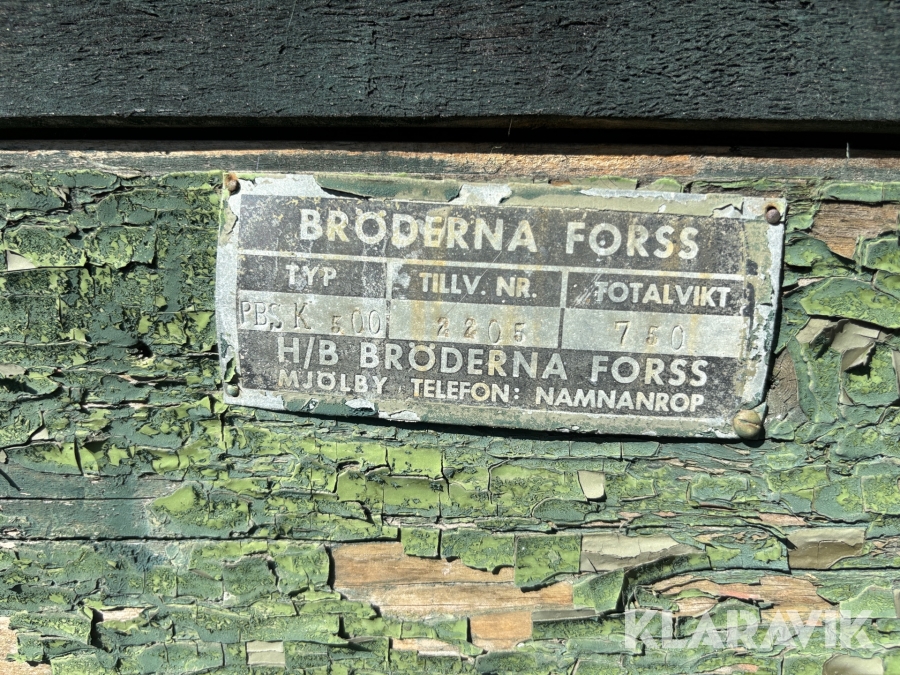 BRÖDERNA FORSS
TYP TILLV. NR. TOTALVIKT
PBS K 500 2205 750
H/B BRÖDERNA FORSS
MJÖLBY TELEFON: NAMNANROP
KLARAVIK